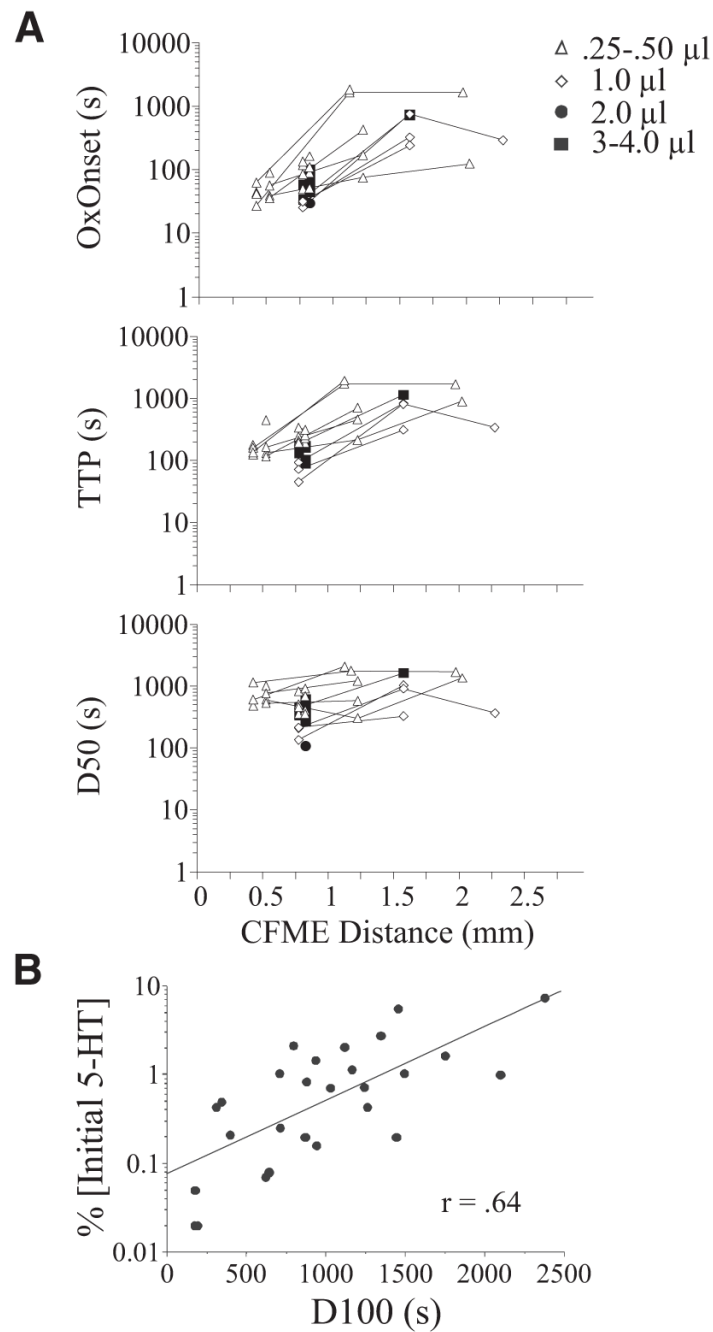 A
.25-.50 µl
1.0 µl
2.0 µl
3-4.0 µl
OxOnset (s)
10000
1000
100
10
1
TTP (s)
10000
1000
100
10
1
D50 (s)
10000
1000
100
10
1
0 0.5 1 1.5 2 2.5
CFME Distance (mm)
B
% [Initial 5-HT]
10
1
0.1
0.01
r = .64
0 500 1000 1500 2000 2500
D100 (s)